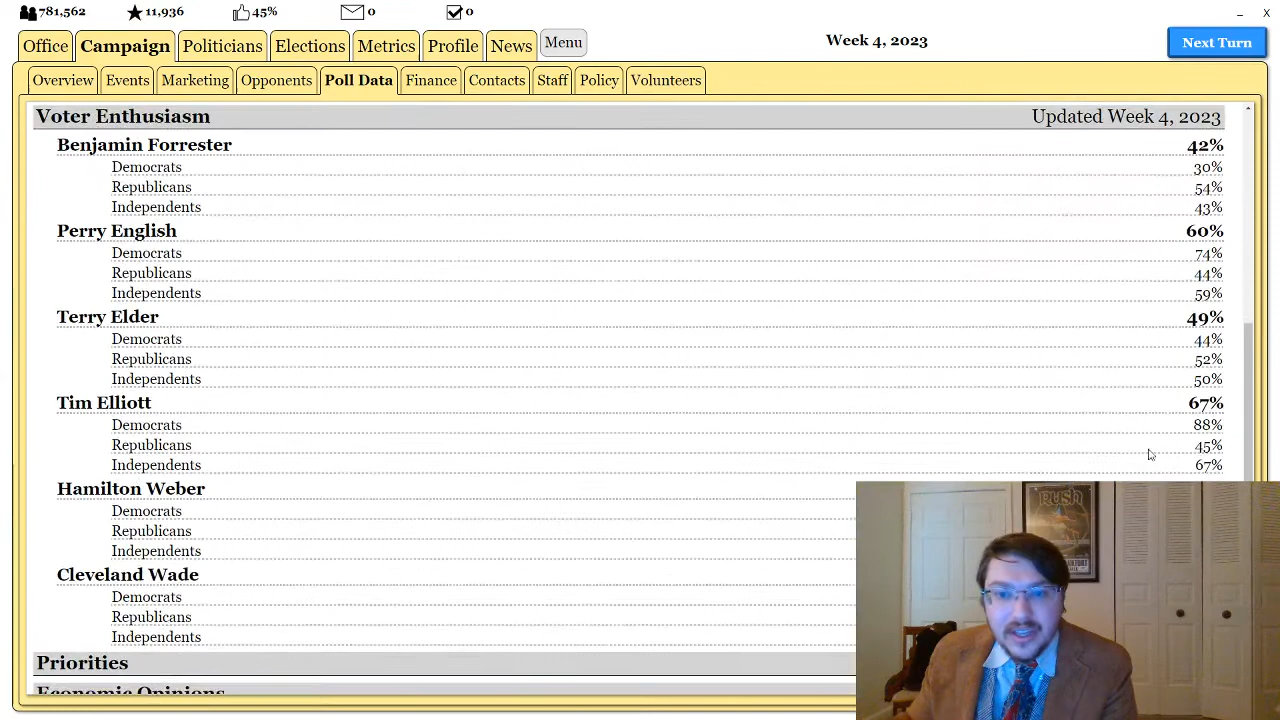 781,562 11,936 45% 0 0
Office Campaign Politicians Elections Metrics Profile News Menu Week 4, 2023 Next Turn
Overview Events Marketing Opponents Poll Data Finance Contacts Staff Policy Volunteers
Voter Enthusiasm Updated Week 4, 2023
Benjamin Forrester 42%
Democrats 30%
Republicans 54%
Independents 43%
Perry English 60%
Democrats 74%
Republicans 44%
Independents 59%
Terry Elder 49%
Democrats 44%
Republicans 52%
Independents 50%
Tim Elliott 67%
Democrats 88%
Republicans 45%
Independents 67%
Hamilton Weber
Democrats
Republicans
Independents
Cleveland Wade
Democrats
Republicans
Independents
Priorities
Economic Opinions
RUSH